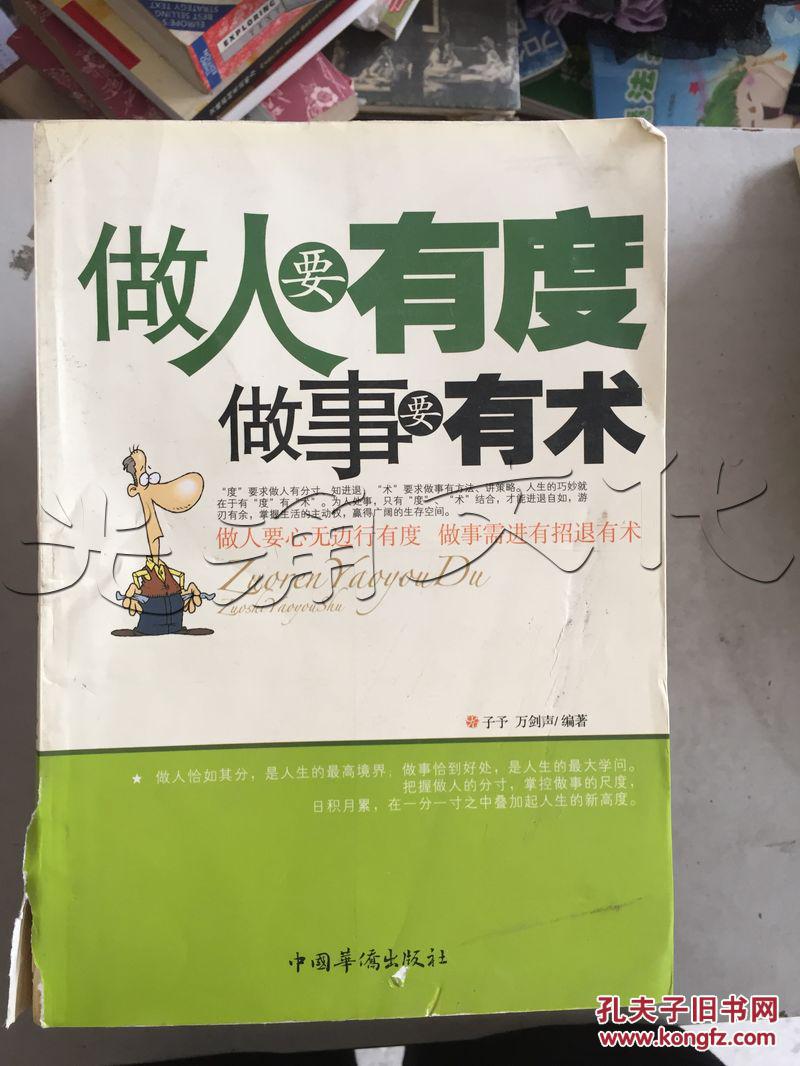 EUROPE'S
BEST SELLING
STRATEGY TEXT
EXPLORING
做人要有度
做事要有术
“度”要求做人有分寸、知进退；“术”要求做事有方法、讲策略。人生的巧妙就
在于有“度”有“术”。为人处事，只有“度”、“术”结合，才能进退自如，游
刃有余，掌握生活的主动权，赢得广阔的生存空间。
做人要心无边行有度 做事需进有招退有术
Zuoren Yaoyou Du
Zuoshi Yaoyou Shu
子予 万剑声/编著
★ 做人恰如其分，是人生的最高境界；做事恰到好处，是人生的最大学问。
把握做人的分寸，掌控做事的尺度，
日积月累，在一分一寸之中叠加起人生的新高度。
中國華僑出版社
孔夫子旧书网
www.kongfz.com